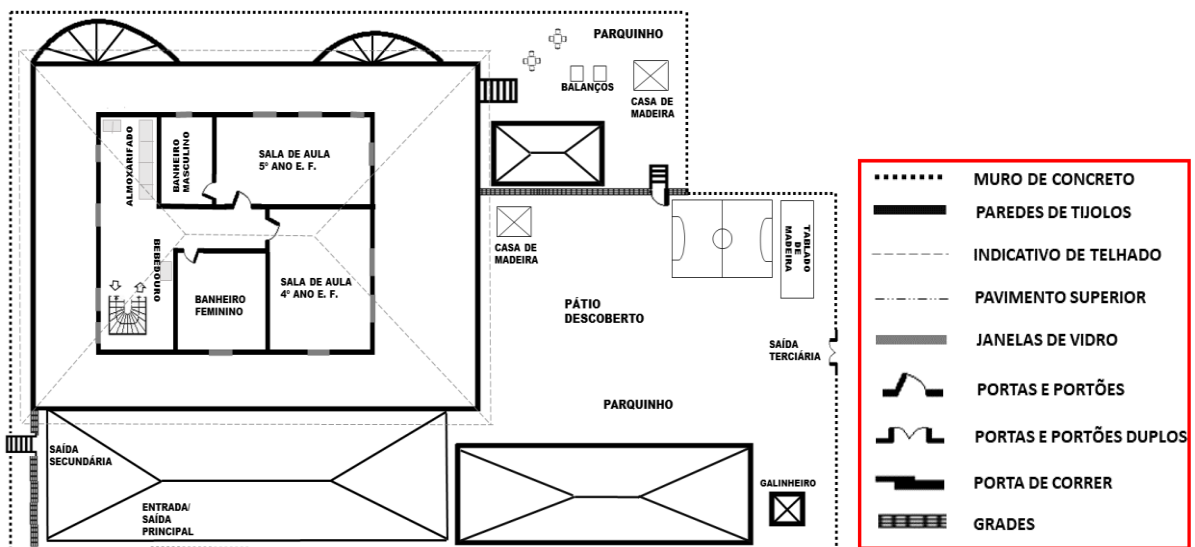 PARQUINHO
BALANÇOS
CASA DE
MADEIRA
ALMOXARIFADO
BANHEIRO
MASCULINO
SALA DE AULA
5º ANO E. F.
BEBEDOURO
BANHEIRO
FEMININO
SALA DE AULA
4º ANO E. F.
CASA DE
MADEIRA
TABLADO
DE
MADEIRA
PÁTIO
DESCOBERTO
SAÍDA
TERCIÁRIA
PARQUINHO
SAÍDA
SECUNDÁRIA
ENTRADA/
SAÍDA
PRINCIPAL
GALINHEIRO
MURO DE CONCRETO
PAREDES DE TIJOLOS
INDICATIVO DE TELHADO
PAVIMENTO SUPERIOR
JANELAS DE VIDRO
PORTAS E PORTÕES
PORTAS E PORTÕES DUPLOS
PORTA DE CORRER
GRADES